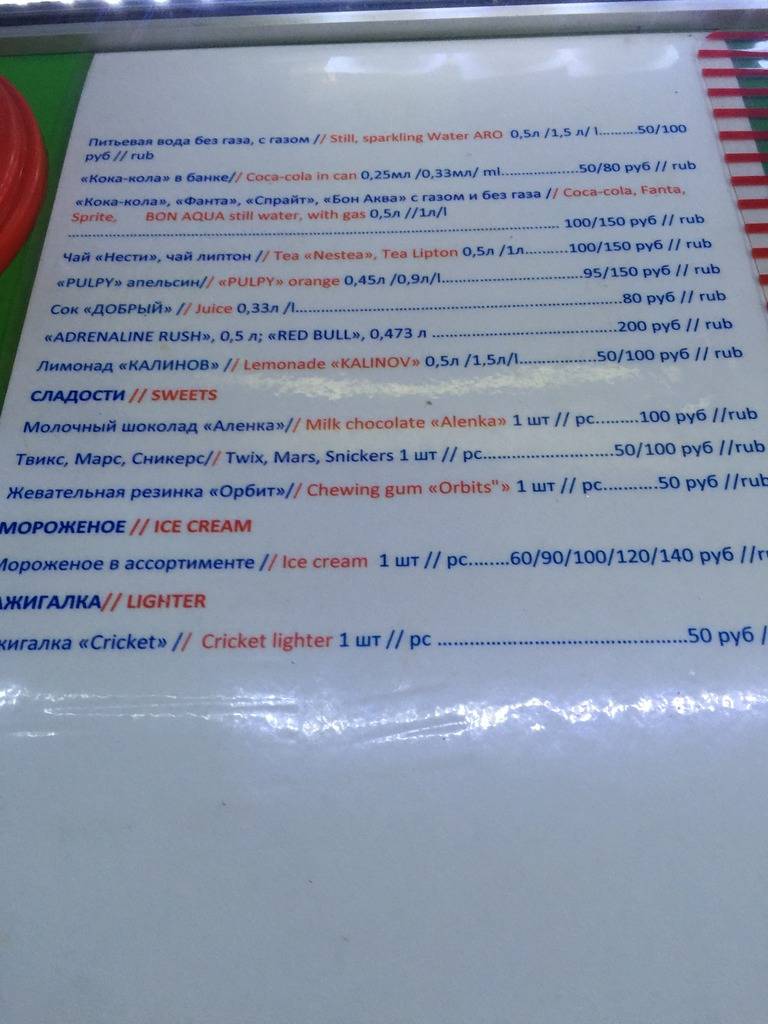 Питьевая вода без газа, с газом // Still, sparkling Water ARO 0,5л /1,5 л/ l..........50/100
руб // rub
«Кока-кола» в банке// Coca-cola in can 0,25мл /0,33мл/ ml....................50/80 руб // rub
«Кока-кола», «Фанта», «Спрайт», «Бон Аква» с газом и без газа // Coca-cola, Fanta,
Sprite, BON AQUA still water, with gas 0,5л //1л/l
.................................................................................................................. 100/150 руб // rub
Чай «Нести», чай липтон // Tea «Nestea», Tea Lipton 0,5л /1л..........100/150 руб // rub
«PULPY» апельсин// «PULPY» orange 0,45л /0,9л/l.................................95/150 руб // rub
Сок «ДОБРЫЙ» // Juice 0,33л /l............................................................................80 руб // rub
«ADRENALINE RUSH», 0,5 л; «RED BULL», 0,473 л ..........................................200 руб // rub
Лимонад «КАЛИНОВ» // Lemonade «KALINOV» 0,5л /1,5л/l..................50/100 руб // rub
СЛАДОСТИ // SWEETS
Молочный шоколад «Аленка»// Milk chocolate «Alenka» 1 шт // pc.........100 руб //rub
Твикс, Марс, Сникерс// Twix, Mars, Snickers 1 шт // pc............................50/100 руб //rub
Жевательная резинка «Орбит»// Chewing gum «Orbits"» 1 шт // pc...........50 руб //rub
МОРОЖЕНОЕ // ICE CREAM
Мороженое в ассортименте // Ice cream 1 шт // pc........60/90/100/120/140 руб //r
АЖИГАЛКА// LIGHTER
жигалка «Cricket» // Cricket lighter 1 шт // pc ..........................................50 руб /